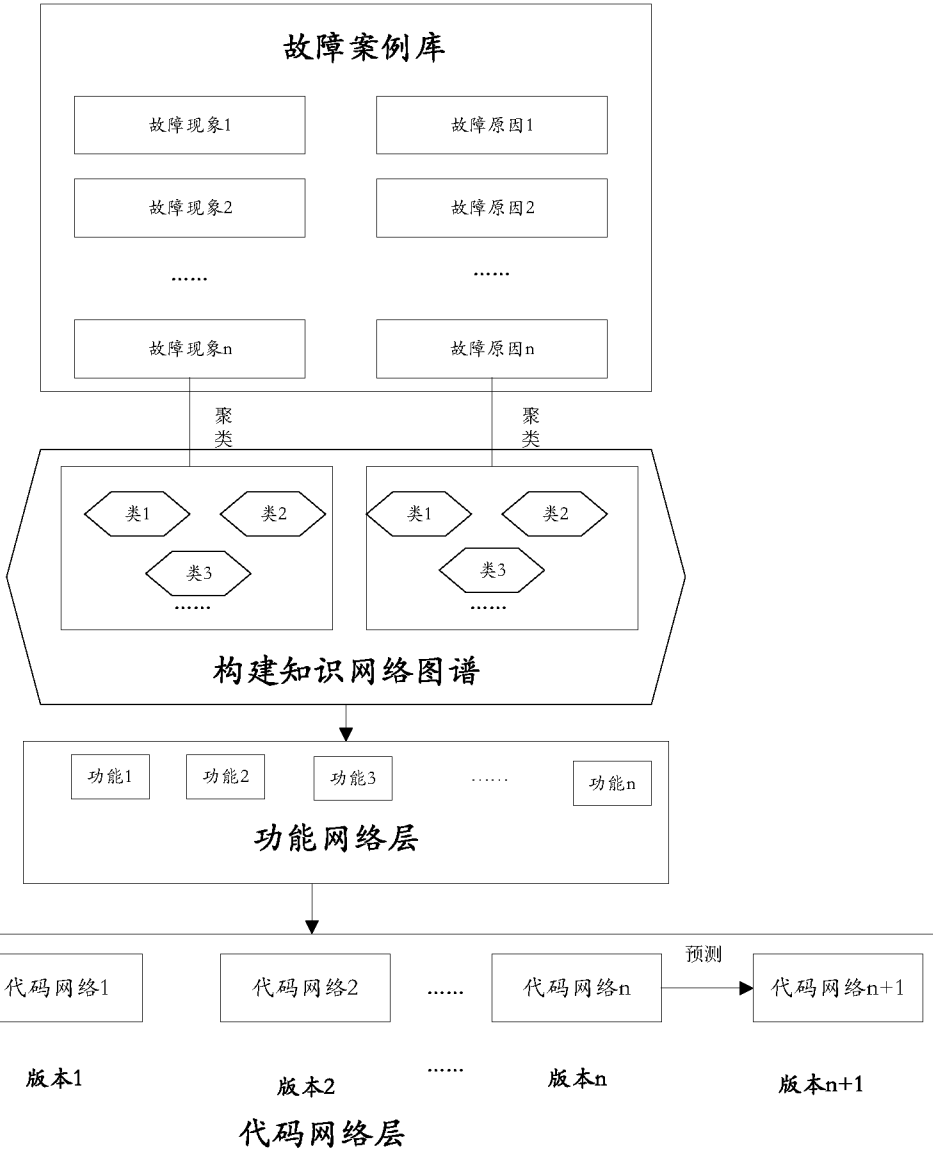 故障案例库
故障现象1 故障原因1
故障现象2 故障原因2
…… ……
故障现象n 故障原因n
聚类 聚类
类1 类2 类1 类2
类3 类3
…… ……
构建知识网络图谱
功能1 功能2 功能3 …… 功能n
功能网络层
预测
代码网络1 代码网络2 …… 代码网络n 代码网络n+1
版本1 版本2 …… 版本n 版本n+1
代码网络层